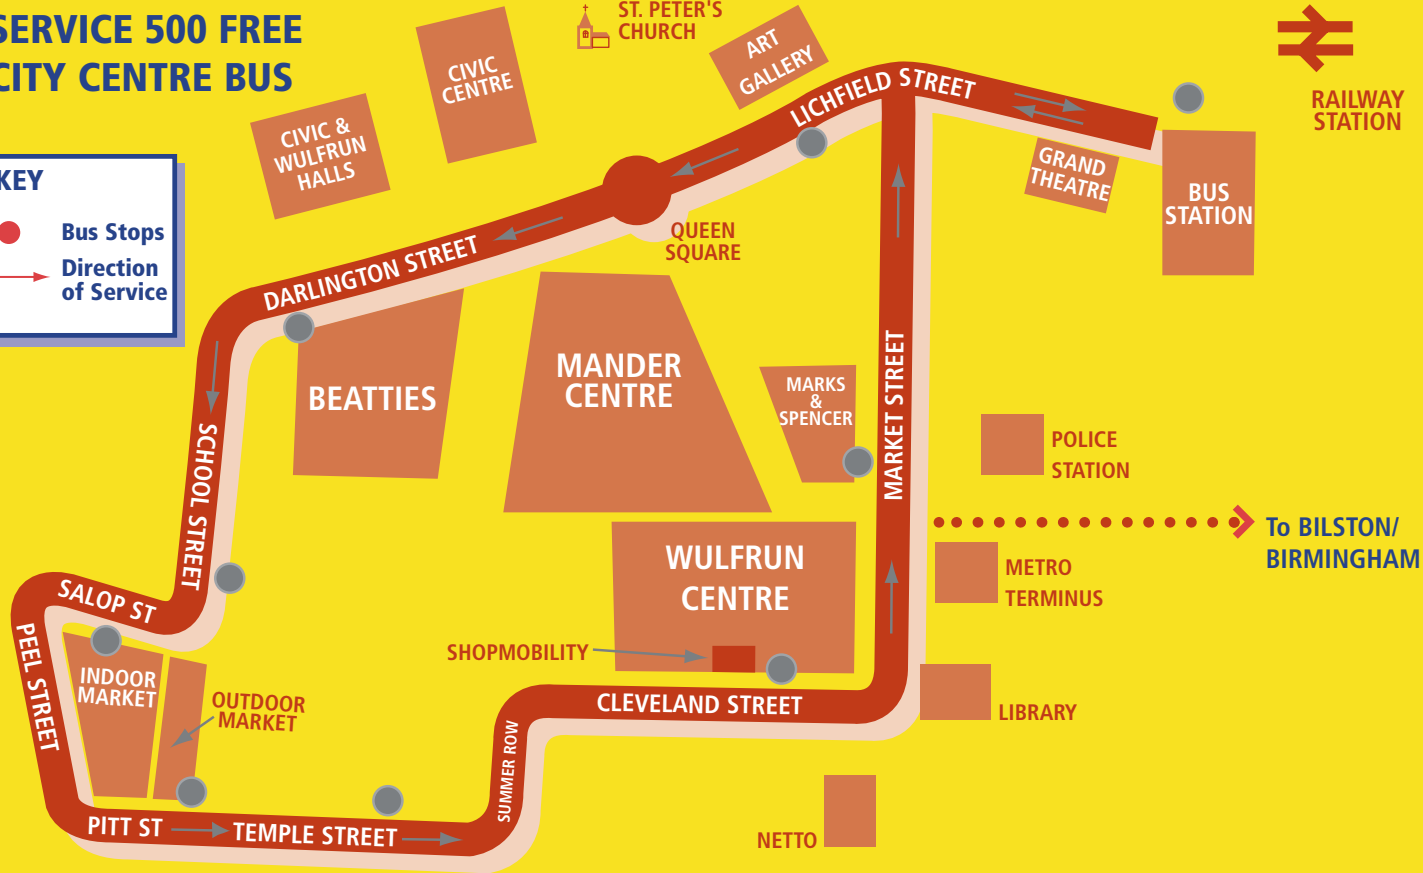 SERVICE 500 FREE
CITY CENTRE BUS
KEY
Bus Stops
Direction
of Service
ST. PETER'S
CHURCH
CIVIC
CENTRE
CIVIC &
WULFRUN
HALLS
ART
GALLERY
LICHFIELD STREET
RAILWAY
STATION
GRAND
THEATRE
BUS
STATION
QUEEN
SQUARE
DARLINGTON STREET
BEATTIES
MANDER
CENTRE
MARKS
&
SPENCER
MARKET STREET
POLICE
STATION
To BILSTON/
BIRMINGHAM
METRO
TERMINUS
SCHOOL STREET
WULFRUN
CENTRE
SHOPMOBILITY
SALOP ST
PEEL STREET
INDOOR
MARKET
OUTDOOR
MARKET
CLEVELAND STREET
LIBRARY
SUMMER ROW
PITT ST
TEMPLE STREET
NETTO